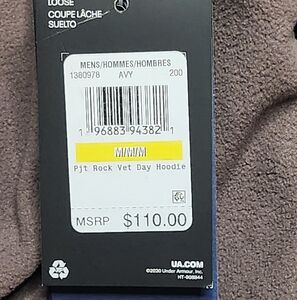 LOOSE
COUPE LÂCHE
SUELTO
MENS/HOMMES/HOMBRES
1380978 AVY 200
1 96883 94382 1
M/M/M
Pjt Rock Vet Day Hoodie
MSRP $110.00
UA.COM
©2020 Under Armour, Inc.